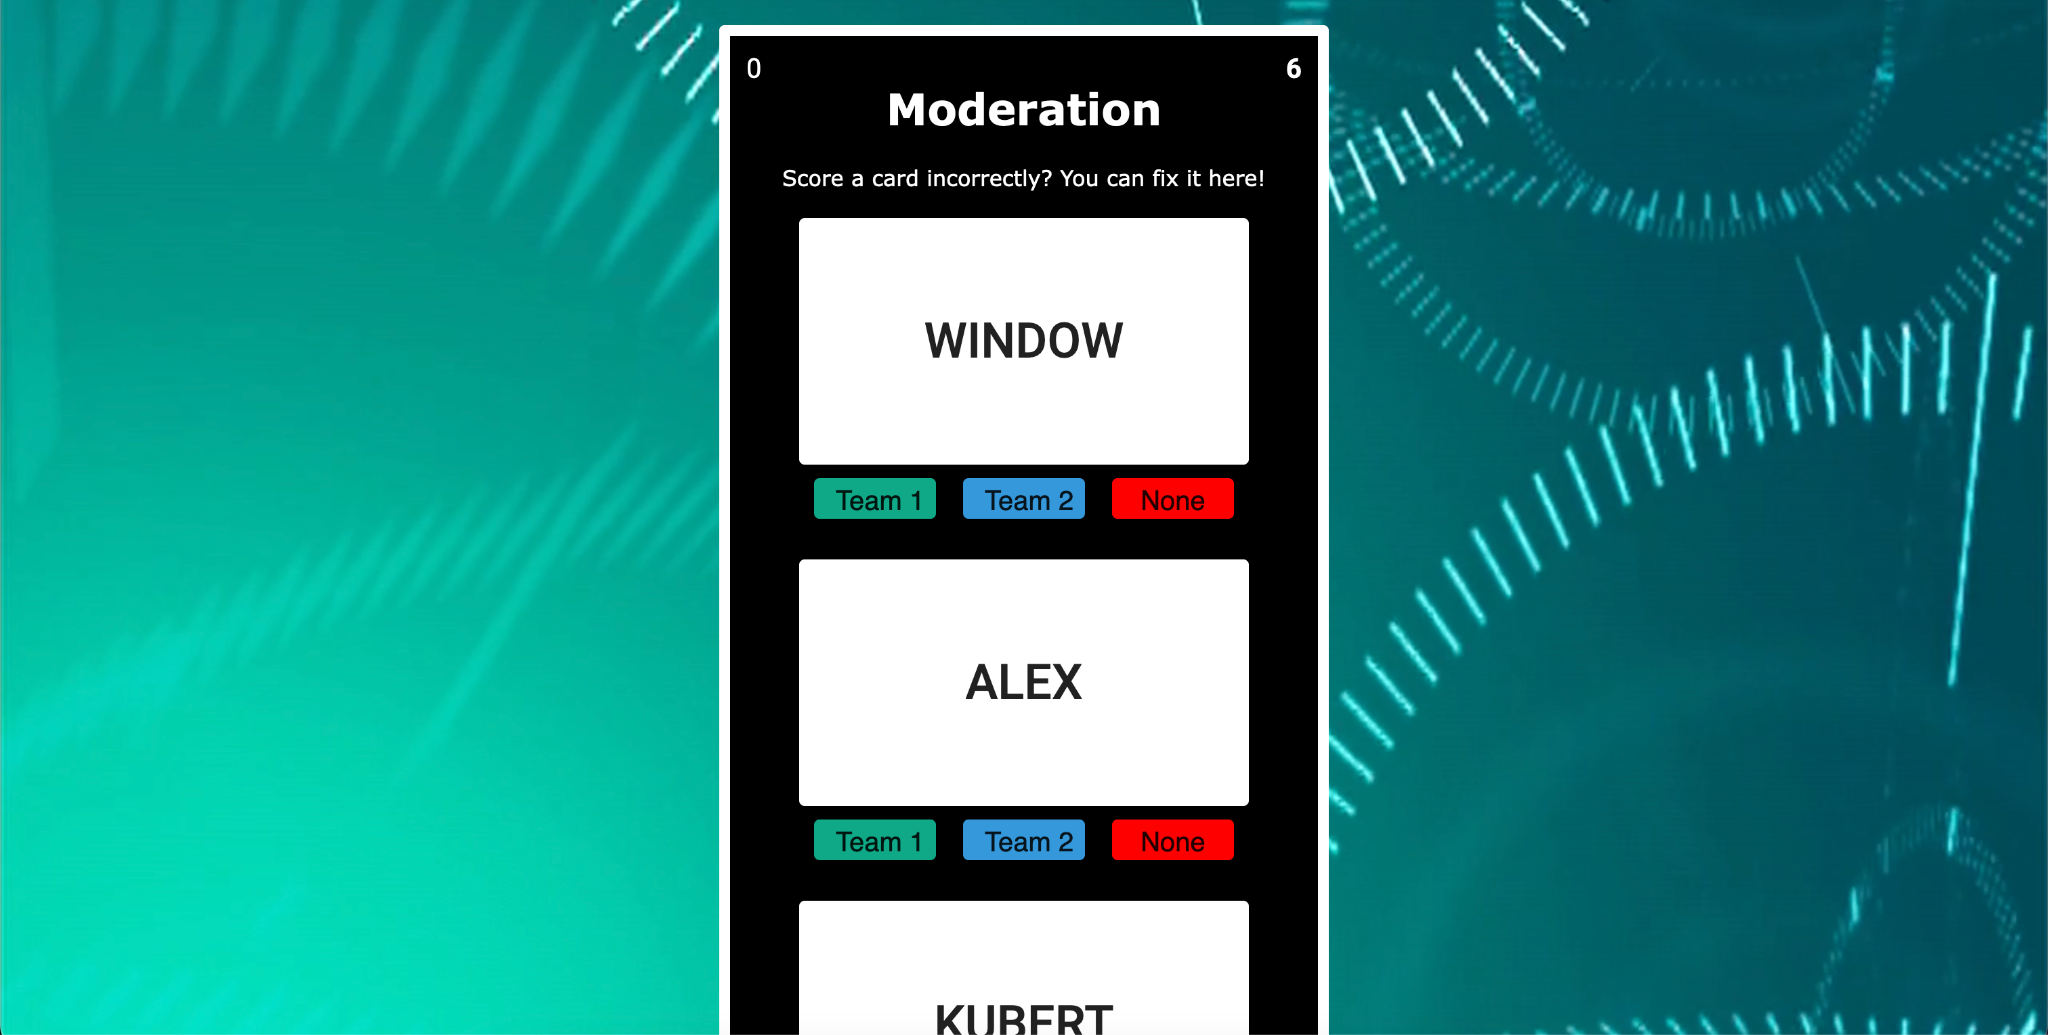 0 6
Moderation
Score a card incorrectly? You can fix it here!
WINDOW
Team 1 Team 2 None
ALEX
Team 1 Team 2 None
KUBERT